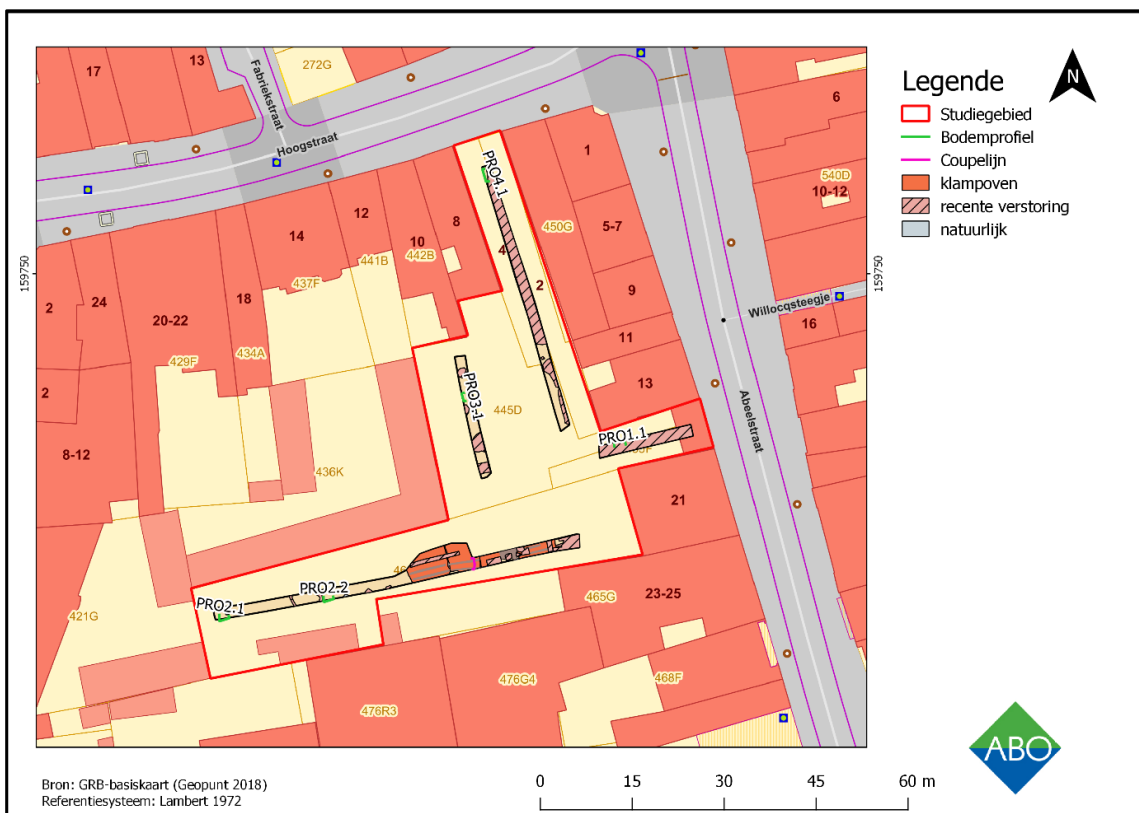 17
13
272G
Fabriekstraat
Hoogstraat
6
1
540D
10-12
PRO4.1
12
8
14
10
442B
441B
437F
450G
5-7
4
2
9
159750
159750
2
24
20-22
18
434A
429F
11
Willocqsteegje
16
2
13
PRO3-1
445D
PRO1.1
Abeelstraat
8-12
436K
21
PRO2.2
PRO2.1
421G
465G
23-25
476G4
468F
476R3
Legende
N
Studiegebied
Bodemprofiel
Coupelijn
klampoven
recente verstoring
natuurlijk
ABO
Bron: GRB-basiskaart (Geopunt 2018)
Referentiesysteem: Lambert 1972
0 15 30 45 60 m